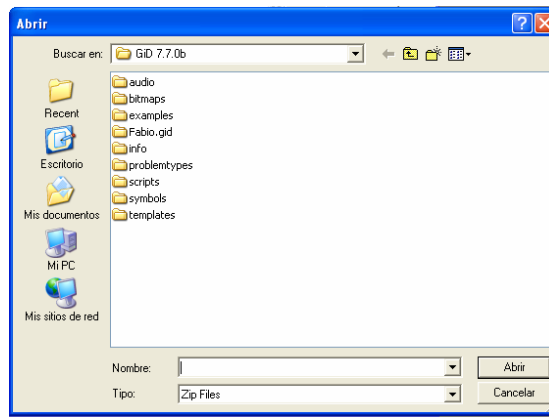 Abrir
Buscar en: GiD 7.7.0b
Recent
Escritorio
Mis documentos
Mi PC
Mis sitios de red
audio
bitmaps
examples
Fabio.gid
info
problemtypes
scripts
symbols
templates
Nombre:
Abrir
Tipo: Zip Files
Cancelar